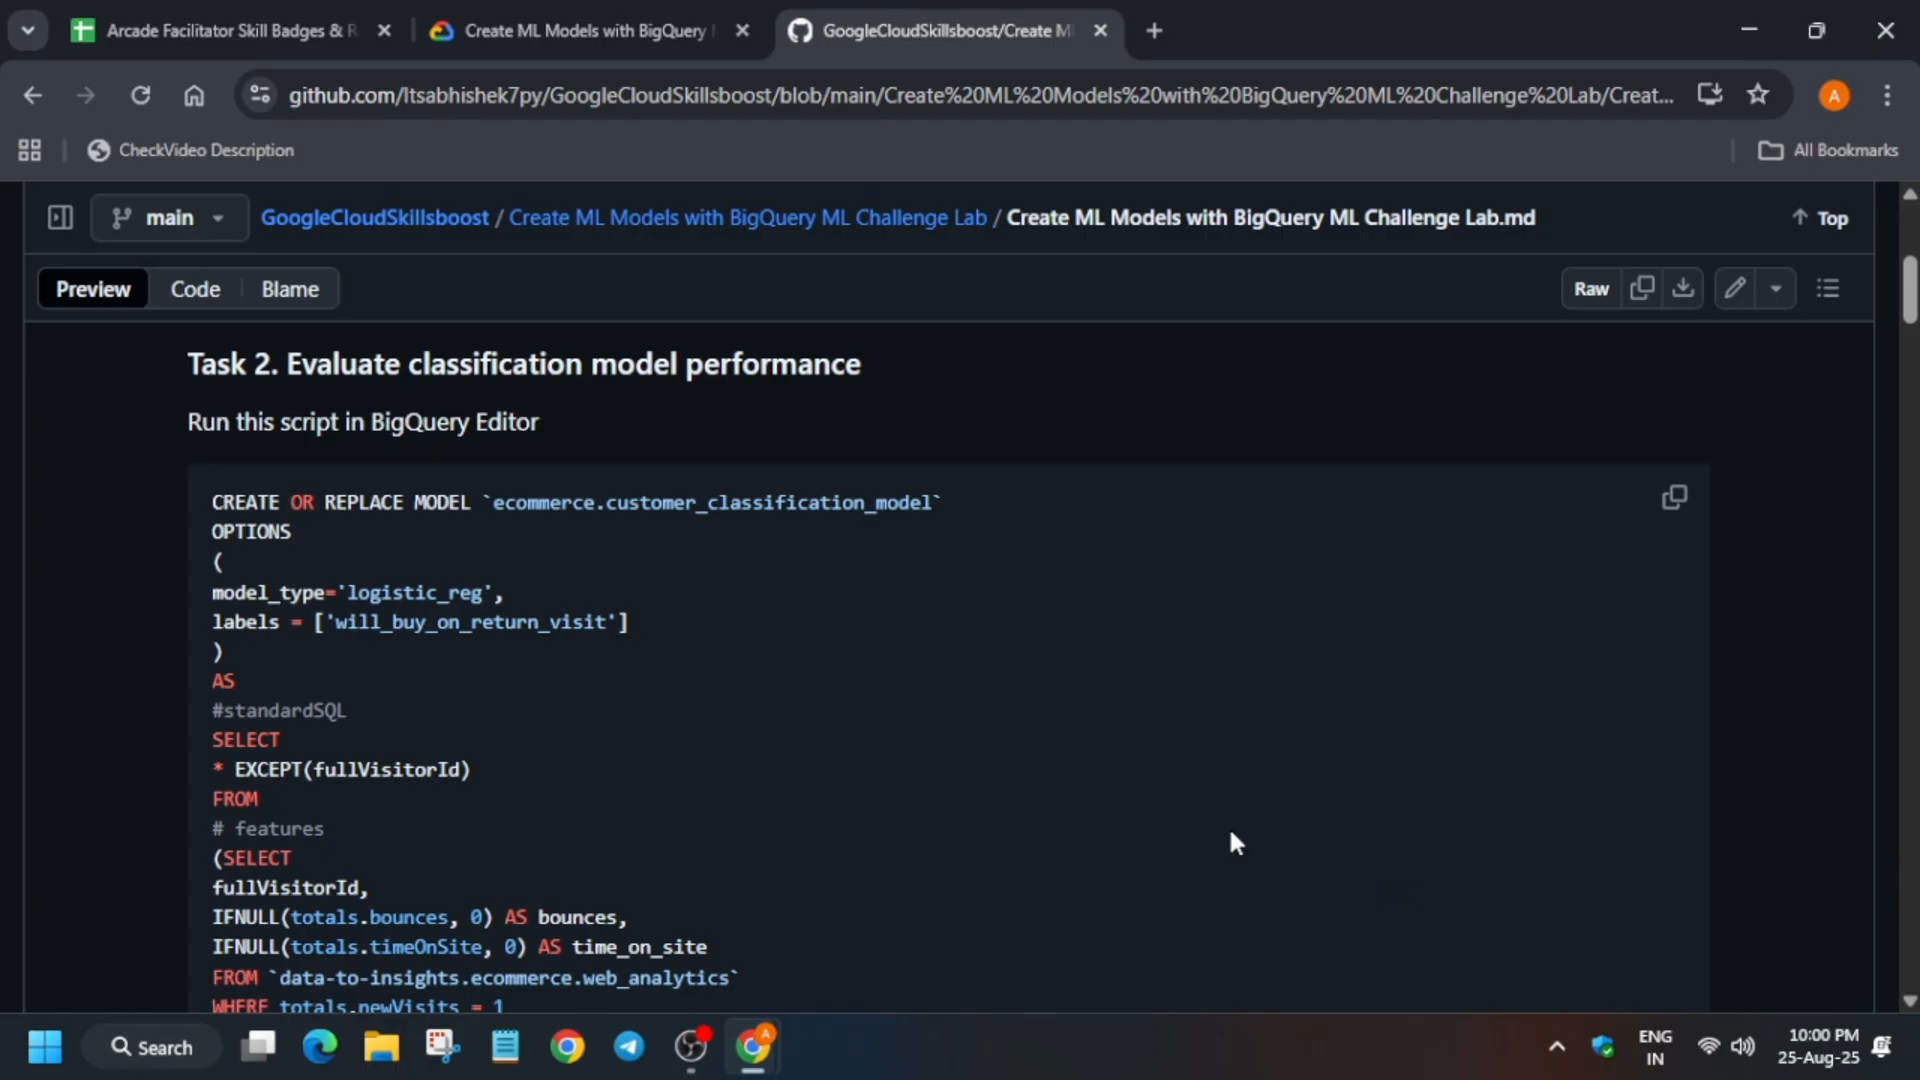 Arcade Facilitator Skill Badges & R
Create ML Models with BigQuery
GoogleCloudSkillsboost/Create M
github.com/Itsabhishek7py/GoogleCloudSkillsboost/blob/main/Create%20ML%20Models%20with%20BigQuery%20ML%20Challenge%20Lab/Creat...
A
CheckVideo Description
All Bookmarks
main
GoogleCloudSkillsboost / Create ML Models with BigQuery ML Challenge Lab / Create ML Models with BigQuery ML Challenge Lab.md
Top
Preview Code Blame
Raw
Task 2. Evaluate classification model performance
Run this script in BigQuery Editor
CREATE OR REPLACE MODEL `ecommerce.customer_classification_model`
OPTIONS
(
model_type='logistic_reg',
labels = ['will_buy_on_return_visit']
)
AS
#standardSQL
SELECT
* EXCEPT(fullVisitorId)
FROM
# features
(SELECT
fullVisitorId,
IFNULL(totals.bounces, 0) AS bounces,
IFNULL(totals.timeOnSite, 0) AS time_on_site
FROM `data-to-insights.ecommerce.web_analytics`
WHERE totals.newVisits = 1
Search
A
ENG
IN
10:00 PM
25-Aug-25